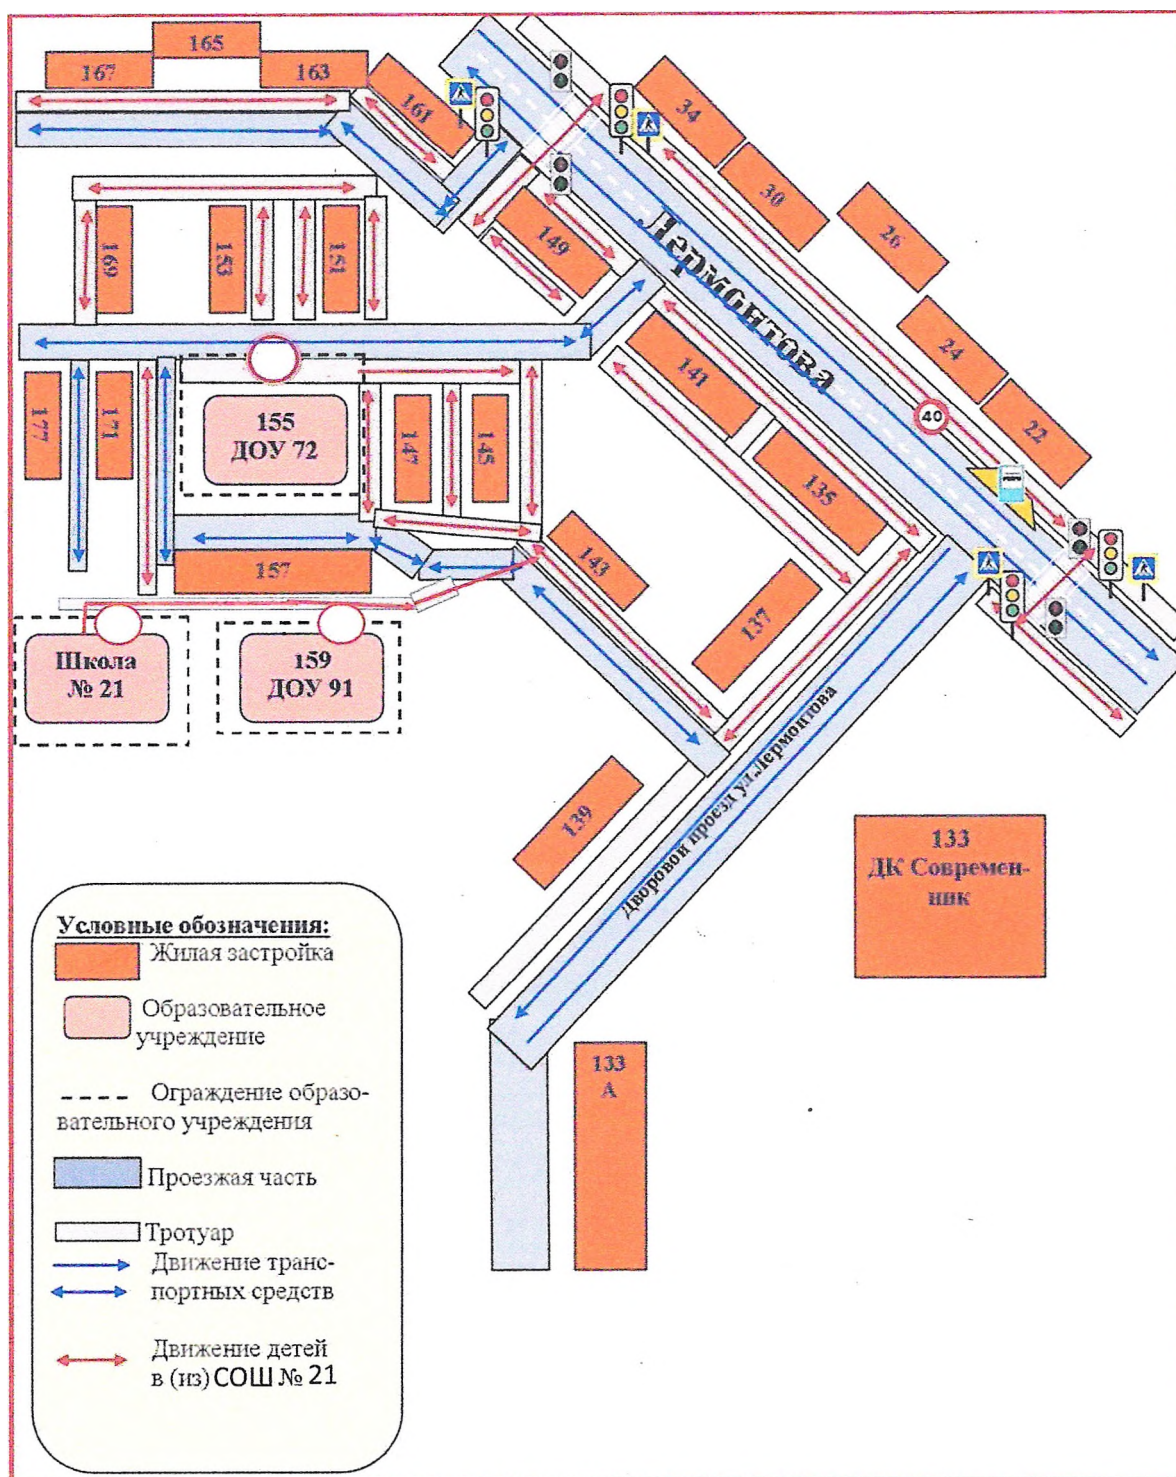 165
167
163
161
34
30
26
24
22
149
Лермонтова
169
153
151
141
135
40
177
171
155
ДОУ 72
147
145
143
157
137
Школа
№ 21
159
ДОУ 91
139
Дворовой проезд ул.Лермонтова
133
ДК Современ-
ник
133
А
Условные обозначения:
Жилая застройка
Образовательное
учреждение
Ограждение образо-
вательного учреждения
Проезжая часть
Тротуар
Движение транс-
портных средств
Движение детей
в (из) СОШ № 21